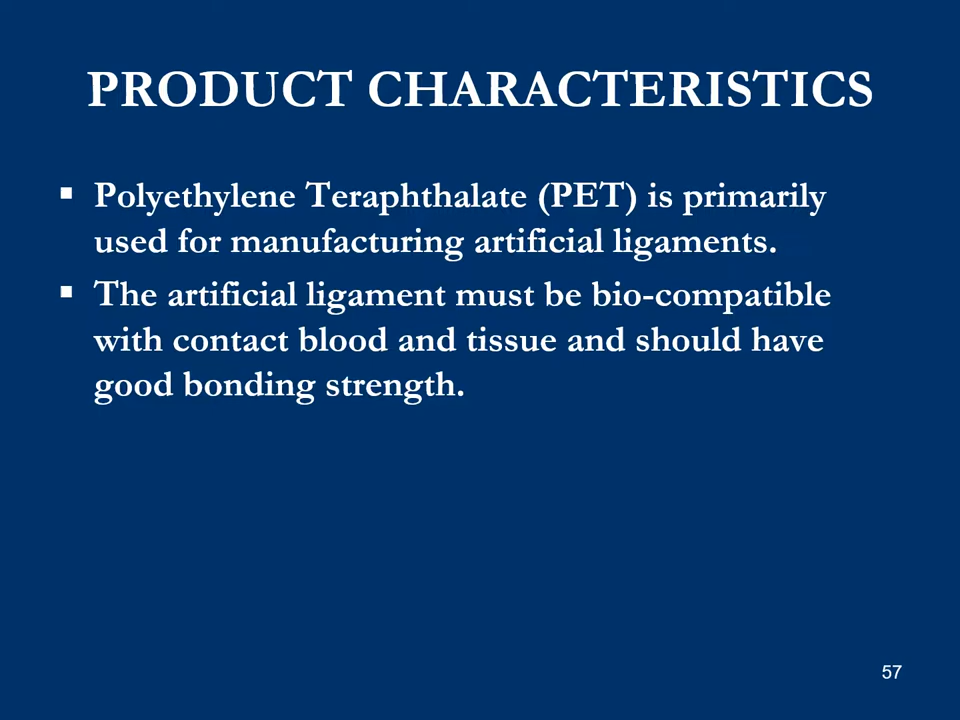 PRODUCT CHARACTERISTICS
▪ Polyethylene Teraphthalate (PET) is primarily
used for manufacturing artificial ligaments.
▪ The artificial ligament must be bio-compatible
with contact blood and tissue and should have
good bonding strength.
57